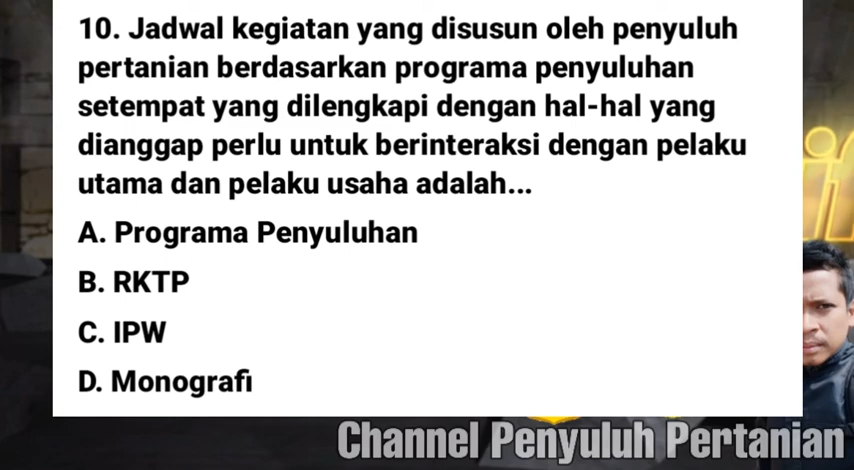 10. Jadwal kegiatan yang disusun oleh penyuluh
pertanian berdasarkan programa penyuluhan
setempat yang dilengkapi dengan hal-hal yang
dianggap perlu untuk berinteraksi dengan pelaku
utama dan pelaku usaha adalah...
A. Programa Penyuluhan
B. RKTP
C. IPW
D. Monografi
Channel Penyuluh Pertanian